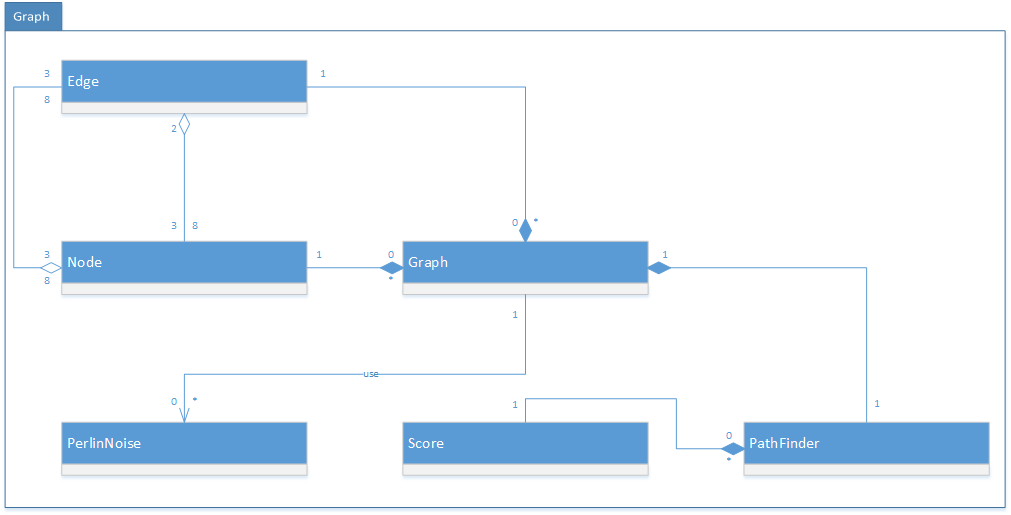 Graph
3
Edge
1
8
2
3 8
0 *
3
Node
1
0
Graph
1
8
*
1
use
0 *
1
1
PerlinNoise
Score
0
PathFinder
*